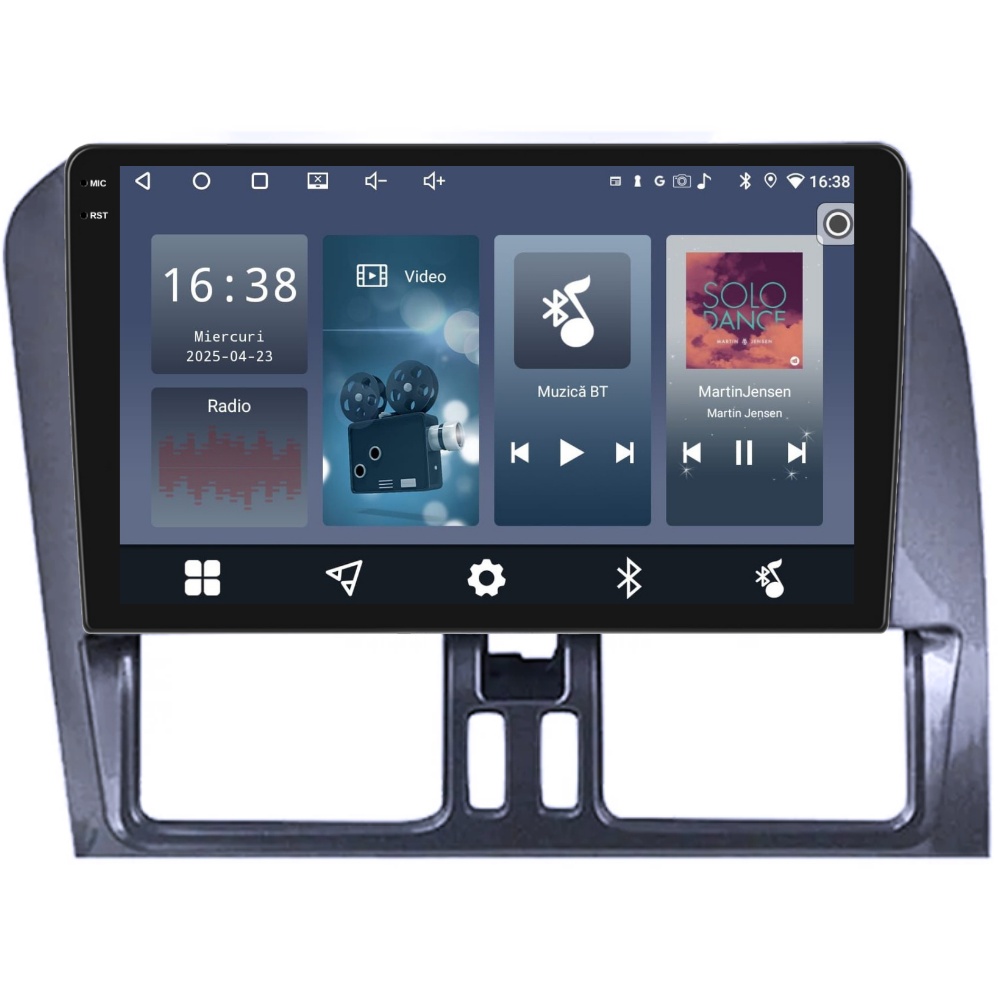 MIC
RST
G
16:38
16:38
Miercuri
2025-04-23
Radio
Video
Muzică BT
SOLO
DANCE
MARTIN JENSEN
MartinJensen
Martin Jensen